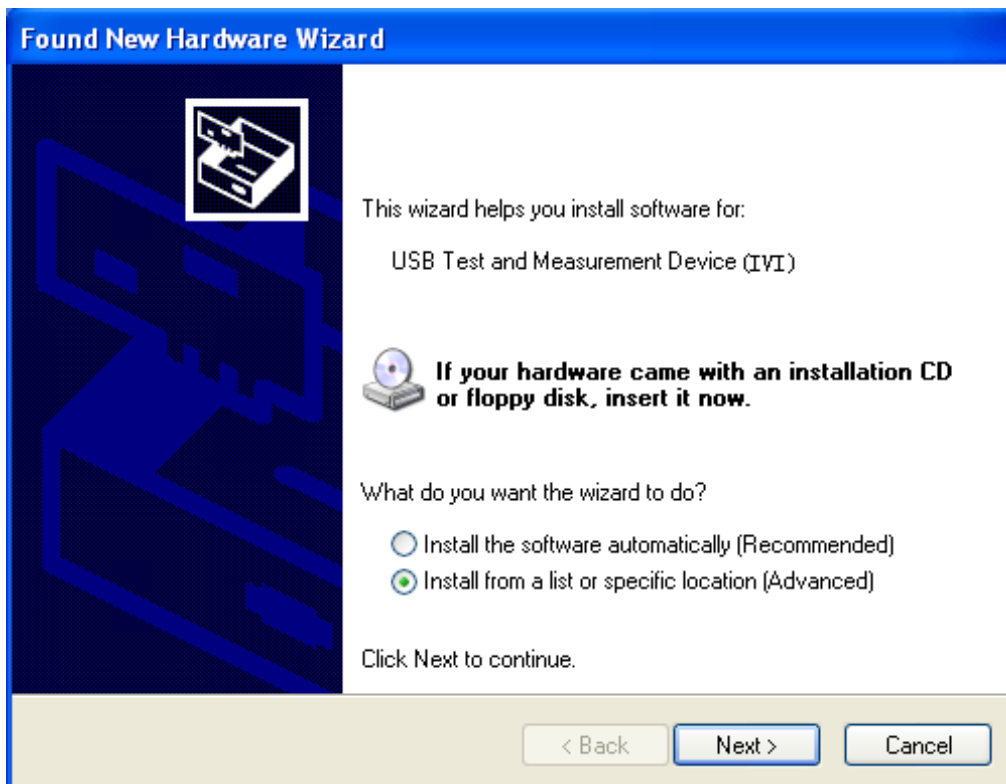 Found New Hardware Wizard
This wizard helps you install software for:
USB Test and Measurement Device (IVI)
If your hardware came with an installation CD
or floppy disk, insert it now.
What do you want the wizard to do?
Install the software automatically (Recommended)
Install from a list or specific location (Advanced)
Click Next to continue.
< Back Next > Cancel